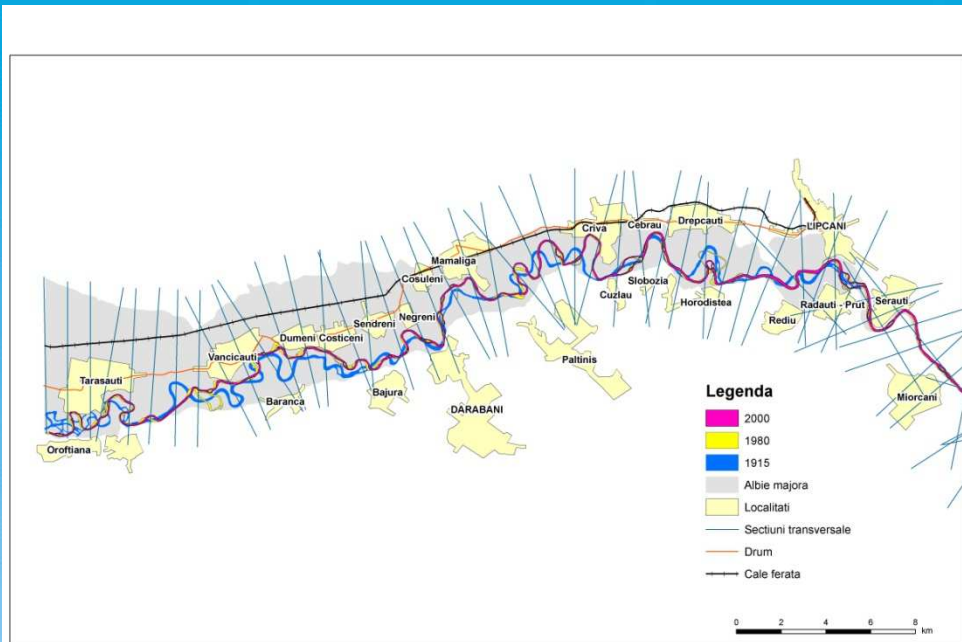 LIPCANI
Drepcauti
Cebrau
Criva
Mamaliga
Cosuleni
Slobozia
Cuzlau
Horodistea
Radauti - Prut
Serauti
Rediu
Negreni
Sendreni
Dumeni Costiceni
Vancicauti
Tarasauti
Paltinis
Bajura
Baranca
DARABANI
Miorcani
Oroftiana
Legenda
2000
1980
1915
Albie majora
Localitati
Sectiuni transversale
Drum
Cale ferata
0 2 4 6 8
km